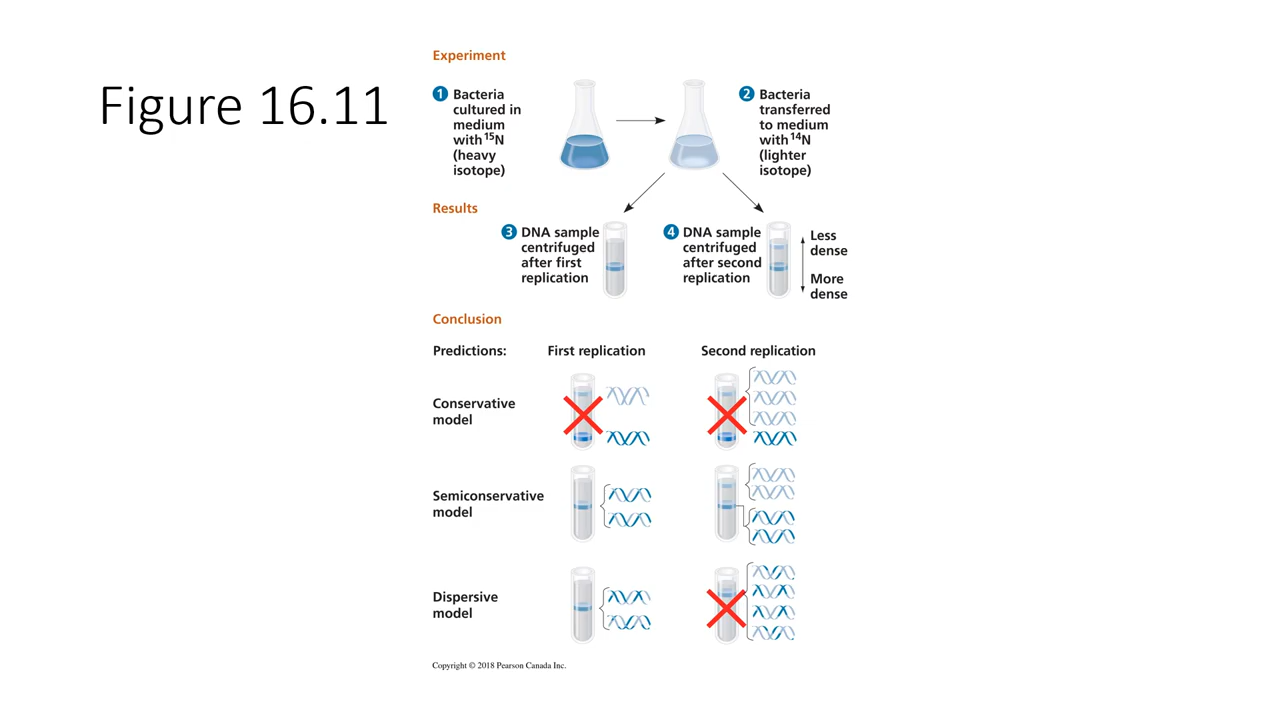 Figure 16.11
Experiment
1 Bacteria
cultured in
medium
with ¹⁵N
(heavy
isotope)
2 Bacteria
transferred
to medium
with ¹⁴N
(lighter
isotope)
Results
3 DNA sample
centrifuged
after first
replication
4 DNA sample
centrifuged
after second
replication
Less
dense
More
dense
Conclusion
Predictions:
First replication
Second replication
Conservative
model
Semiconservative
model
Dispersive
model
Copyright © 2018 Pearson Canada Inc.